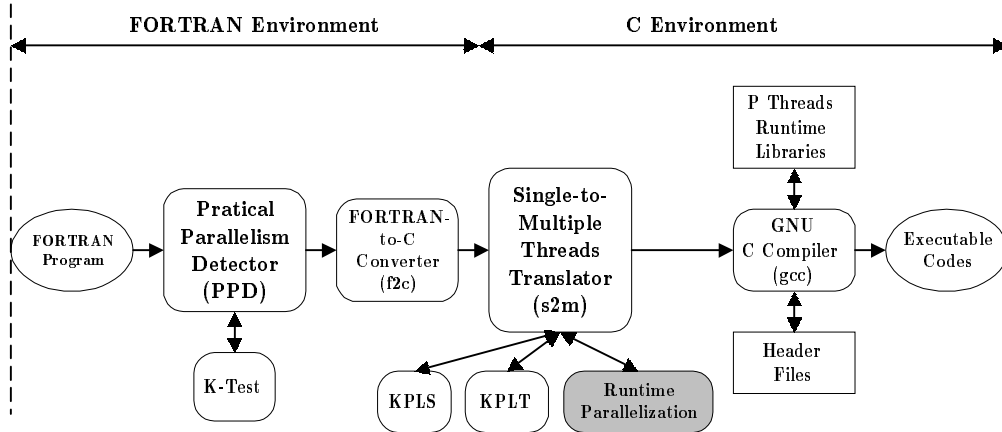 FORTRAN Environment
C Environment
P Threads
Runtime
Libraries
FORTRAN
Program
Pratical
Parallelism
Detector
(PPD)
FORTRAN-
to-C
Converter
(f2c)
Single-to-
Multiple
Threads
Translator
(s2m)
GNU
C Compiler
(gcc)
Executable
Codes
K-Test
KPLS
KPLT
Runtime
Parallelization
Header
Files